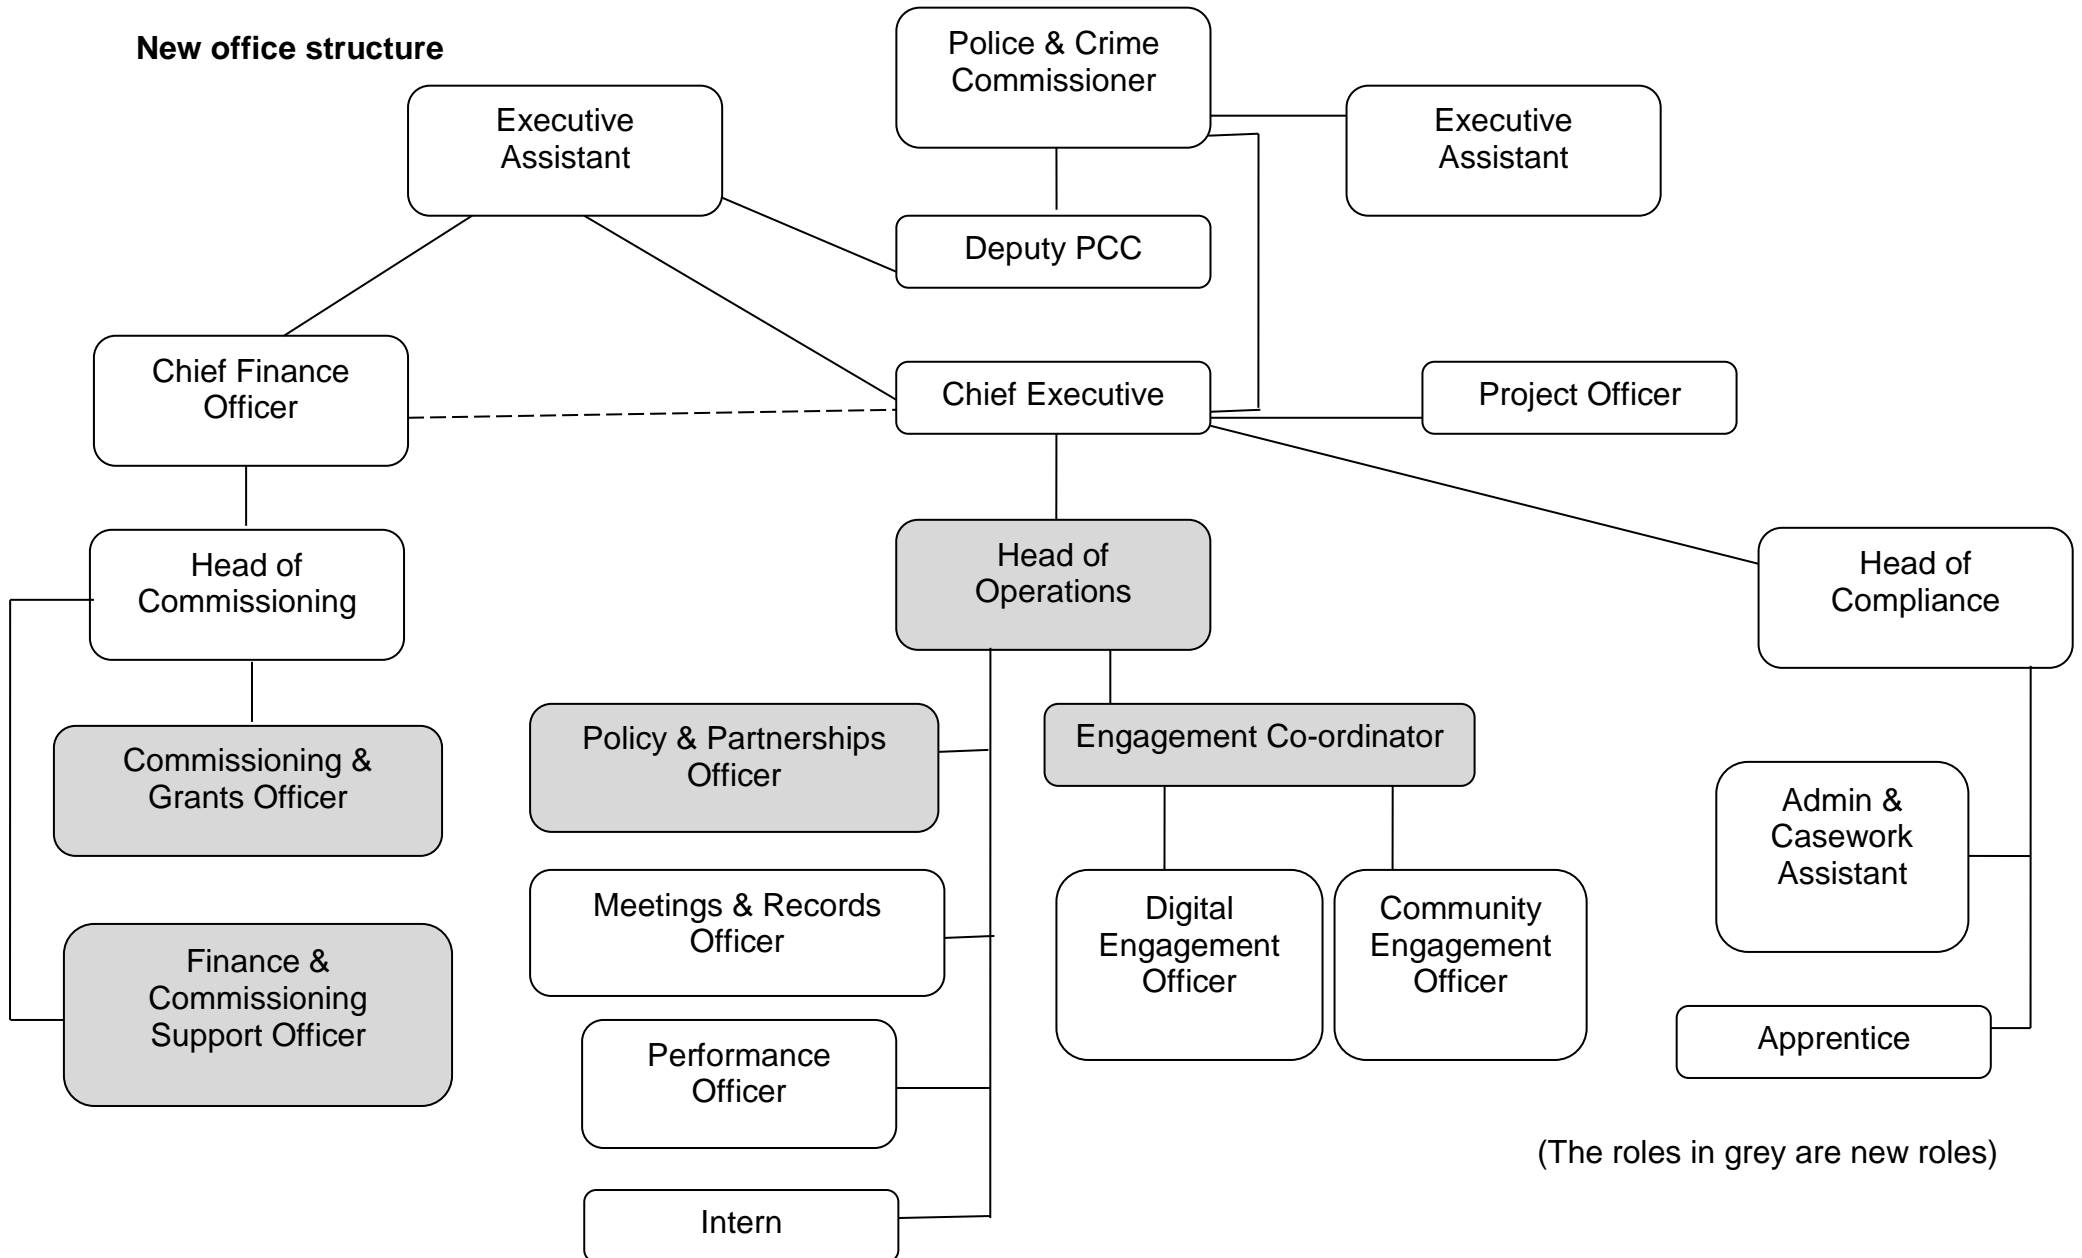 New office structure
Police & Crime
Commissioner
Executive
Assistant
Executive
Assistant
Deputy PCC
Chief Finance
Officer
Chief Executive
Project Officer
Head of
Commissioning
Head of
Operations
Head of
Compliance
Commissioning &
Grants Officer
Policy & Partnerships
Officer
Engagement Co-ordinator
Admin &
Casework
Assistant
Meetings & Records
Officer
Digital
Engagement
Officer
Community
Engagement
Officer
Finance &
Commissioning
Support Officer
Performance
Officer
Apprentice
(The roles in grey are new roles)
Intern